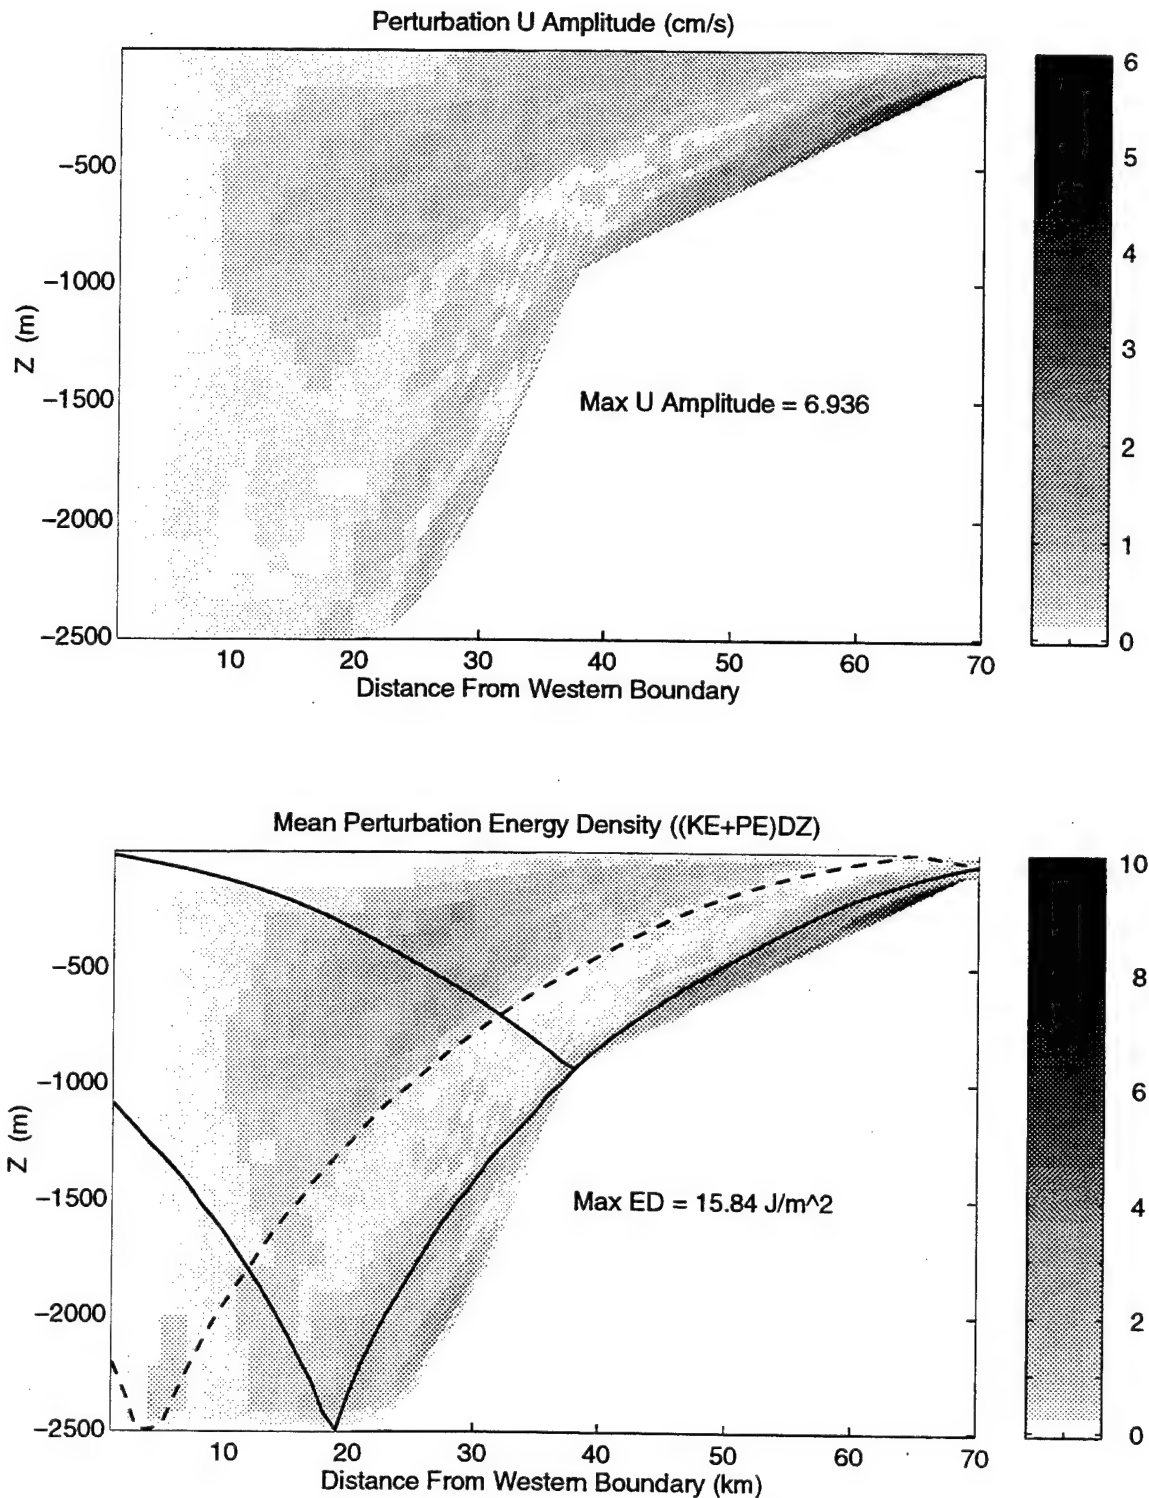 Perturbation U Amplitude (cm/s)
−500
−1000
−1500
−2000
−2500
Z (m)
Max U Amplitude = 6.936
10 20 30 40 50 60 70
Distance From Western Boundary
6
5
4
3
2
1
0
Mean Perturbation Energy Density ((KE+PE)DZ)
−500
−1000
−1500
−2000
−2500
Z (m)
Max ED = 15.84 J/m^2
10 20 30 40 50 60 70
Distance From Western Boundary (km)
10
8
6
4
2
0